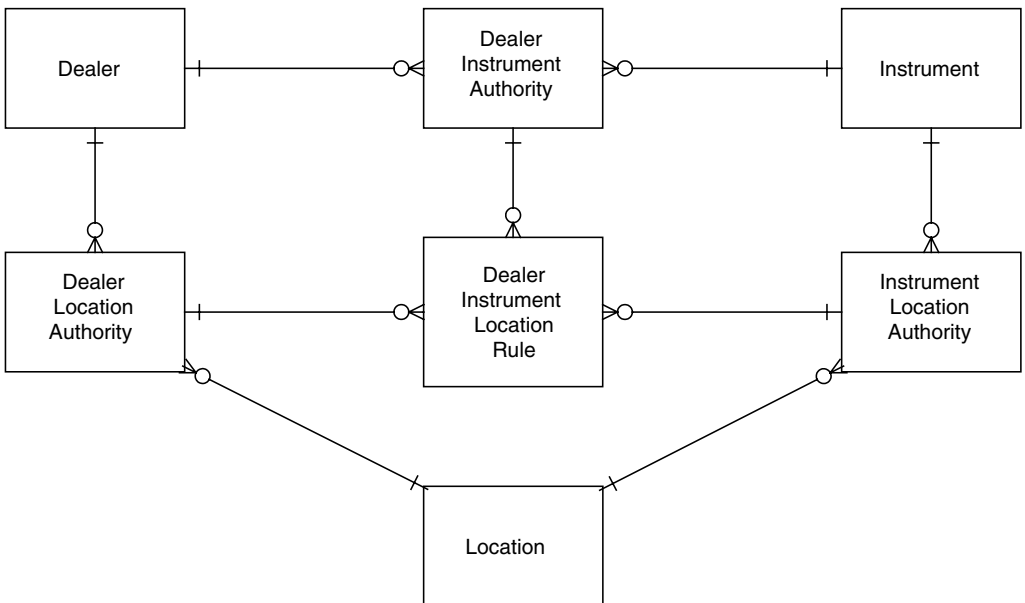 Dealer
Dealer
Instrument
Authority
Instrument
Dealer
Location
Authority
Dealer
Instrument
Location
Rule
Instrument
Location
Authority
Location